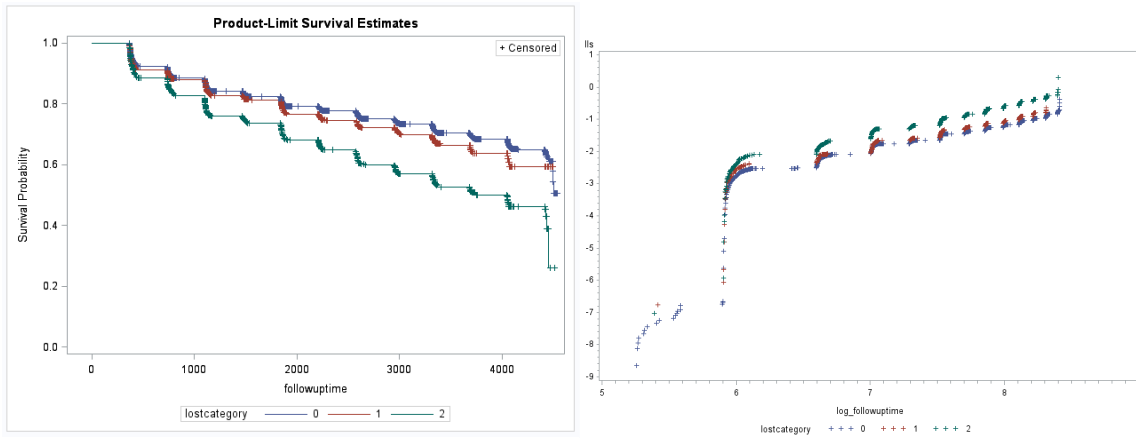 Product-Limit Survival Estimates
+ Censored
1.0
0.8
0.6
0.4
0.2
0.0
Survival Probability
0 1000 2000 3000 4000
followuptime
lostcategory 0 1 2
lls
1
0
-1
-2
-3
-4
-5
-6
-7
-8
-9
5 6 7 8
log_followuptime
lostcategory + + + 0 + + + 1 + + + 2